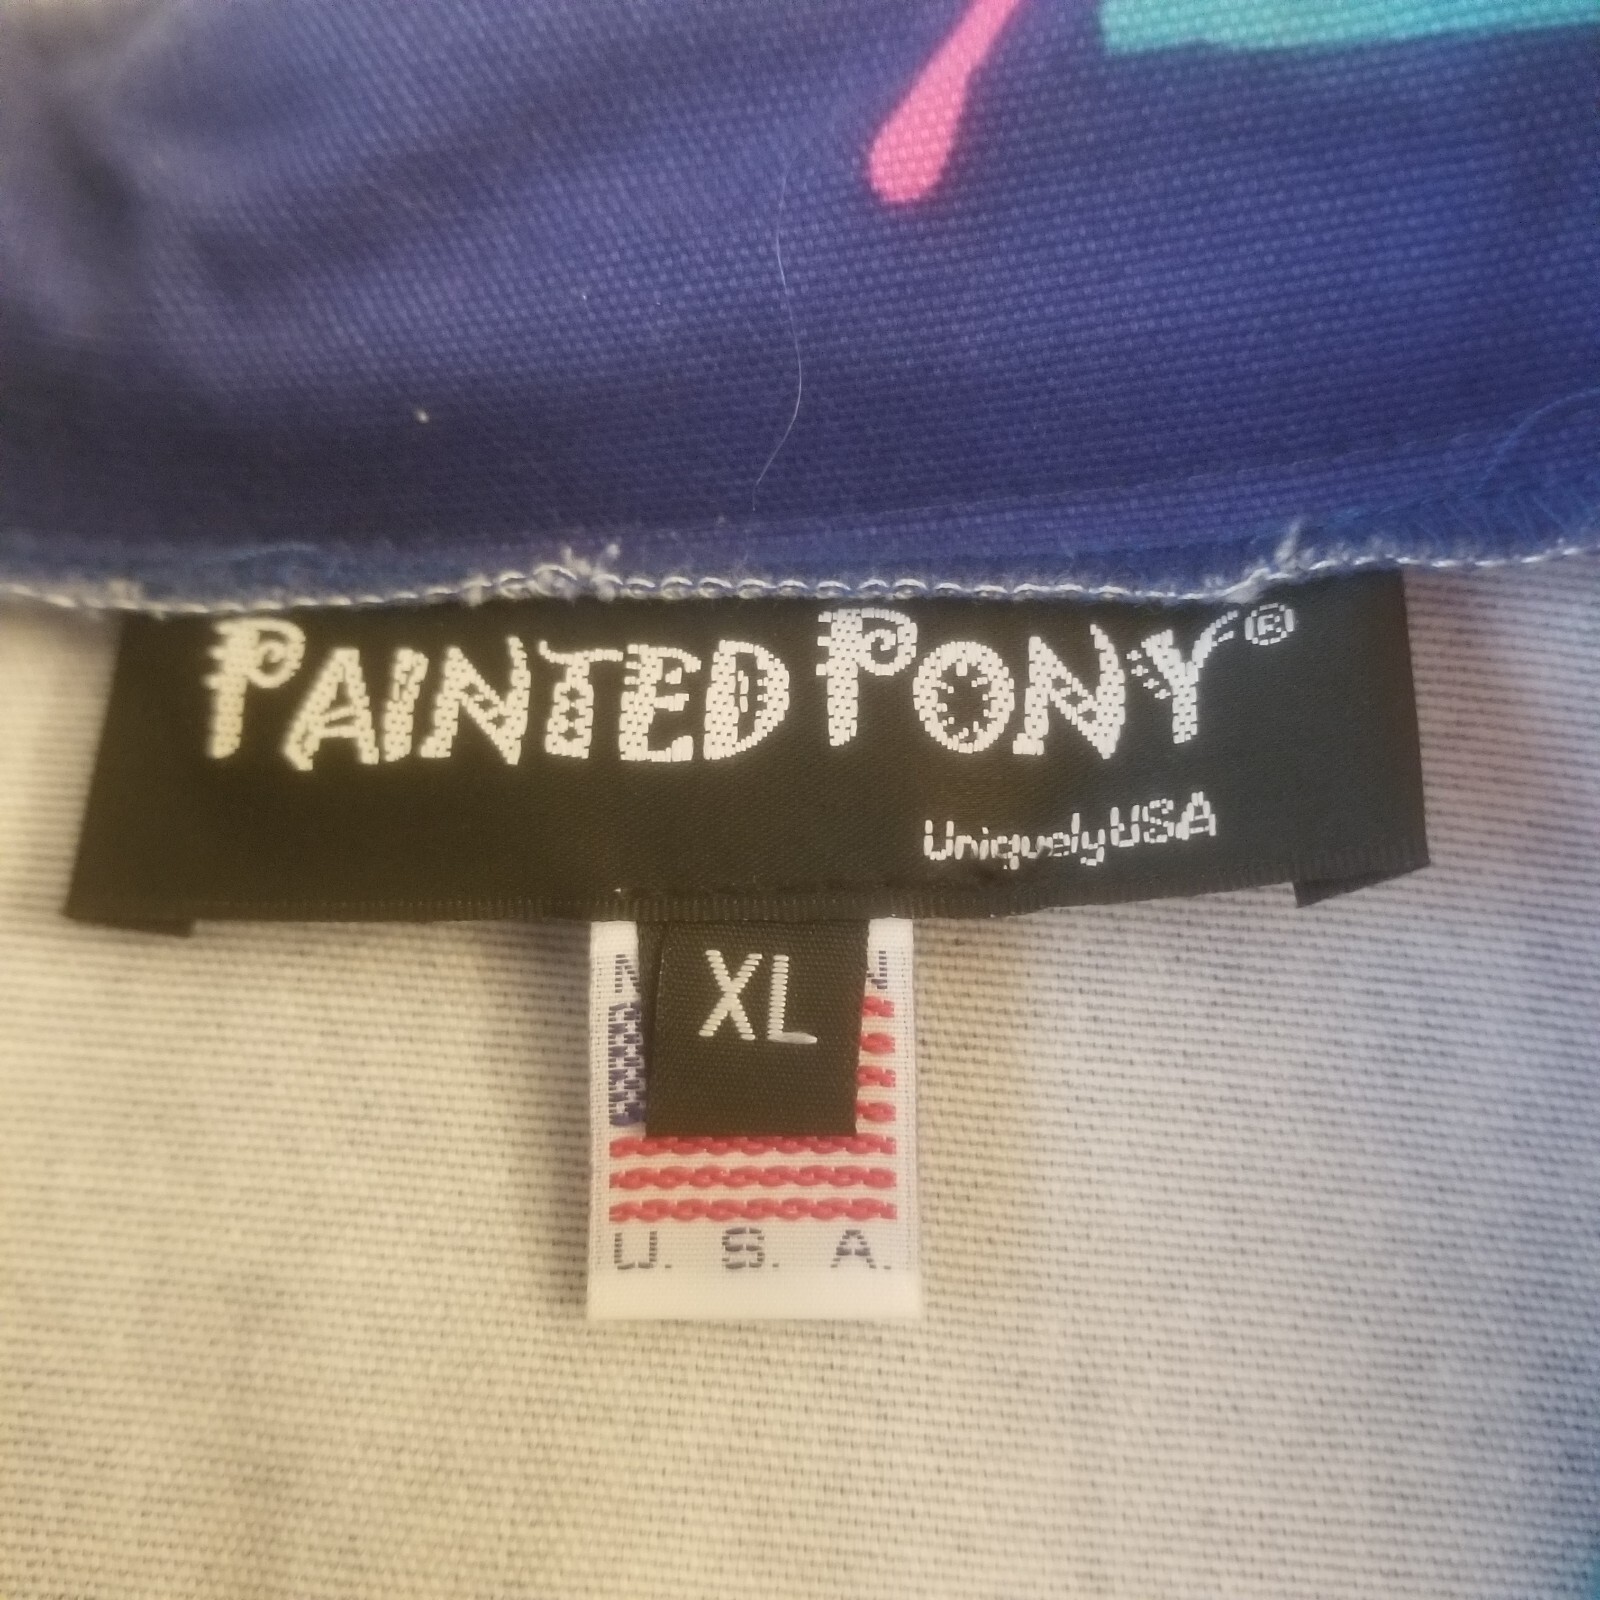 PAINTED PONY®
Uniquely USA
XL
U. S. A.